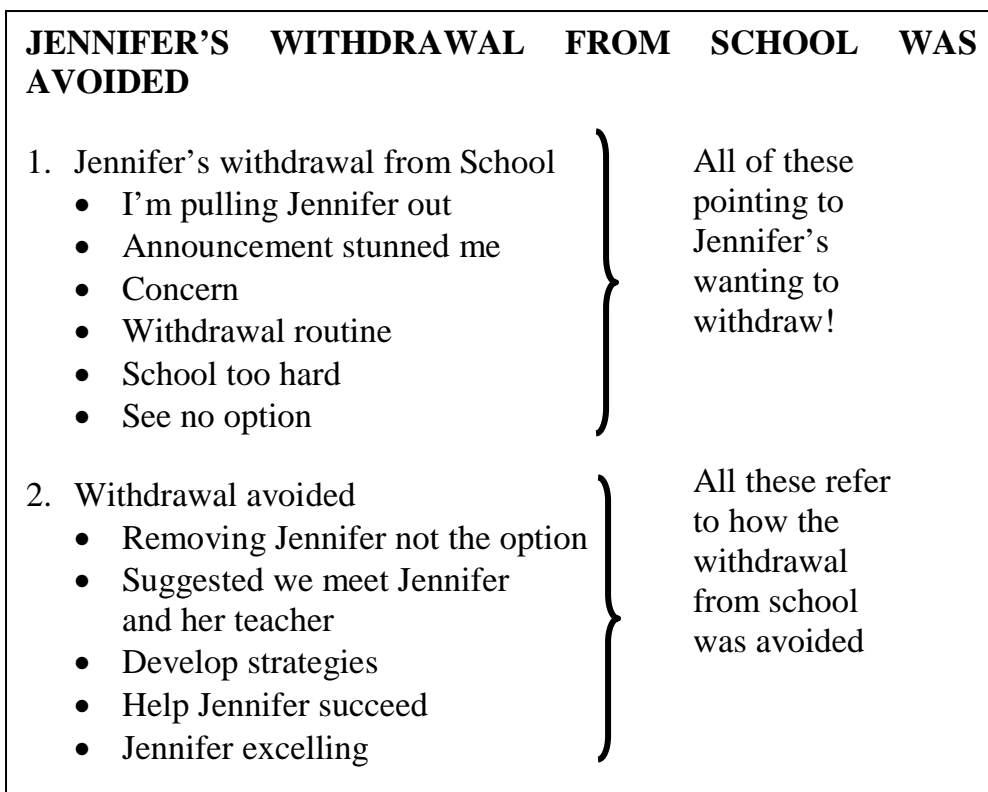 JENNIFER’S WITHDRAWAL FROM SCHOOL WAS
AVOIDED
1. Jennifer’s withdrawal from School
• I’m pulling Jennifer out
• Announcement stunned me
• Concern
• Withdrawal routine
• School too hard
• See no option
All of these
pointing to
Jennifer’s
wanting to
withdraw!
2. Withdrawal avoided
• Removing Jennifer not the option
• Suggested we meet Jennifer
and her teacher
• Develop strategies
• Help Jennifer succeed
• Jennifer excelling
All these refer
to how the
withdrawal
from school
was avoided